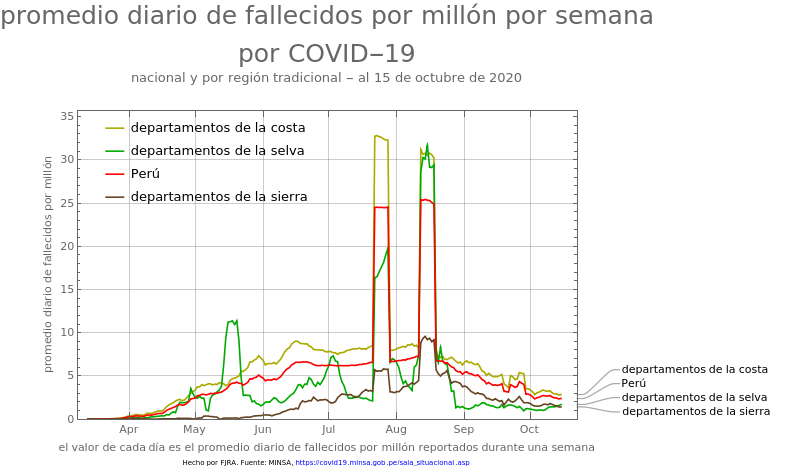 promedio diario de fallecidos por millón por semana
por COVID−19
nacional y por región tradicional − al 15 de octubre de 2020
promedio diario de fallecidos por millón
35
30
25
20
15
10
5
0
departamentos de la costa
departamentos de la selva
Perú
departamentos de la sierra
Apr
May
Jun
Jul
Aug
Sep
Oct
departamentos de la costa
Perú
departamentos de la selva
departamentos de la sierra
el valor de cada día es el promedio diario de fallecidos por millón reportados durante una semana
Hecho por FJRA. Fuente: MINSA, https://covid19.minsa.gob.pe/sala_situacional.asp